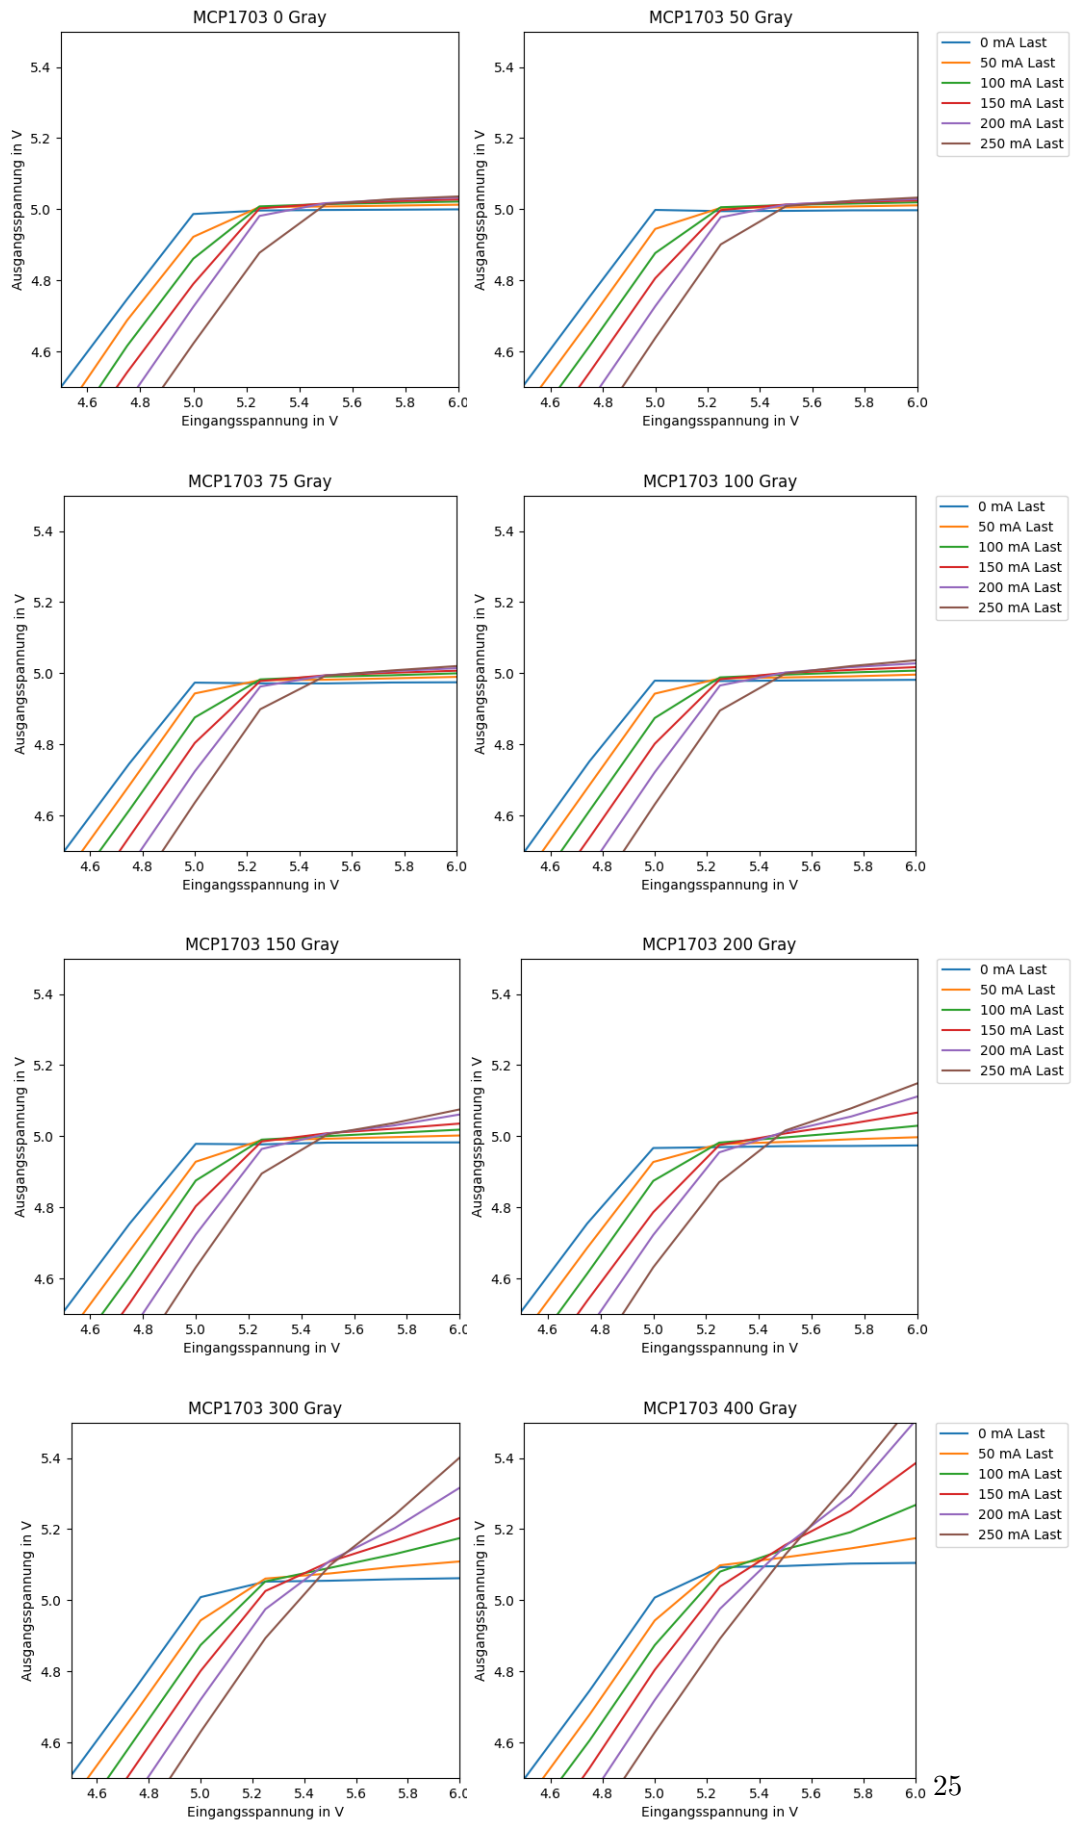 MCP1703 0 Gray
Ausgangsspannung in V
5.4
5.2
5.0
4.8
4.6
4.6 4.8 5.0 5.2 5.4 5.6 5.8 6.0
Eingangsspannung in V
MCP1703 50 Gray
Ausgangsspannung in V
5.4
5.2
5.0
4.8
4.6
4.6 4.8 5.0 5.2 5.4 5.6 5.8 6.0
Eingangsspannung in V
0 mA Last
50 mA Last
100 mA Last
150 mA Last
200 mA Last
250 mA Last
MCP1703 75 Gray
Ausgangsspannung in V
5.4
5.2
5.0
4.8
4.6
4.6 4.8 5.0 5.2 5.4 5.6 5.8 6.0
Eingangsspannung in V
MCP1703 100 Gray
Ausgangsspannung in V
5.4
5.2
5.0
4.8
4.6
4.6 4.8 5.0 5.2 5.4 5.6 5.8 6.0
Eingangsspannung in V
0 mA Last
50 mA Last
100 mA Last
150 mA Last
200 mA Last
250 mA Last
MCP1703 150 Gray
Ausgangsspannung in V
5.4
5.2
5.0
4.8
4.6
4.6 4.8 5.0 5.2 5.4 5.6 5.8 6.0
Eingangsspannung in V
MCP1703 200 Gray
Ausgangsspannung in V
5.4
5.2
5.0
4.8
4.6
4.6 4.8 5.0 5.2 5.4 5.6 5.8 6.0
Eingangsspannung in V
0 mA Last
50 mA Last
100 mA Last
150 mA Last
200 mA Last
250 mA Last
MCP1703 300 Gray
Ausgangsspannung in V
5.4
5.2
5.0
4.8
4.6
4.6 4.8 5.0 5.2 5.4 5.6 5.8 6.0
Eingangsspannung in V
MCP1703 400 Gray
Ausgangsspannung in V
5.4
5.2
5.0
4.8
4.6
4.6 4.8 5.0 5.2 5.4 5.6 5.8 6.0
Eingangsspannung in V
0 mA Last
50 mA Last
100 mA Last
150 mA Last
200 mA Last
250 mA Last
25